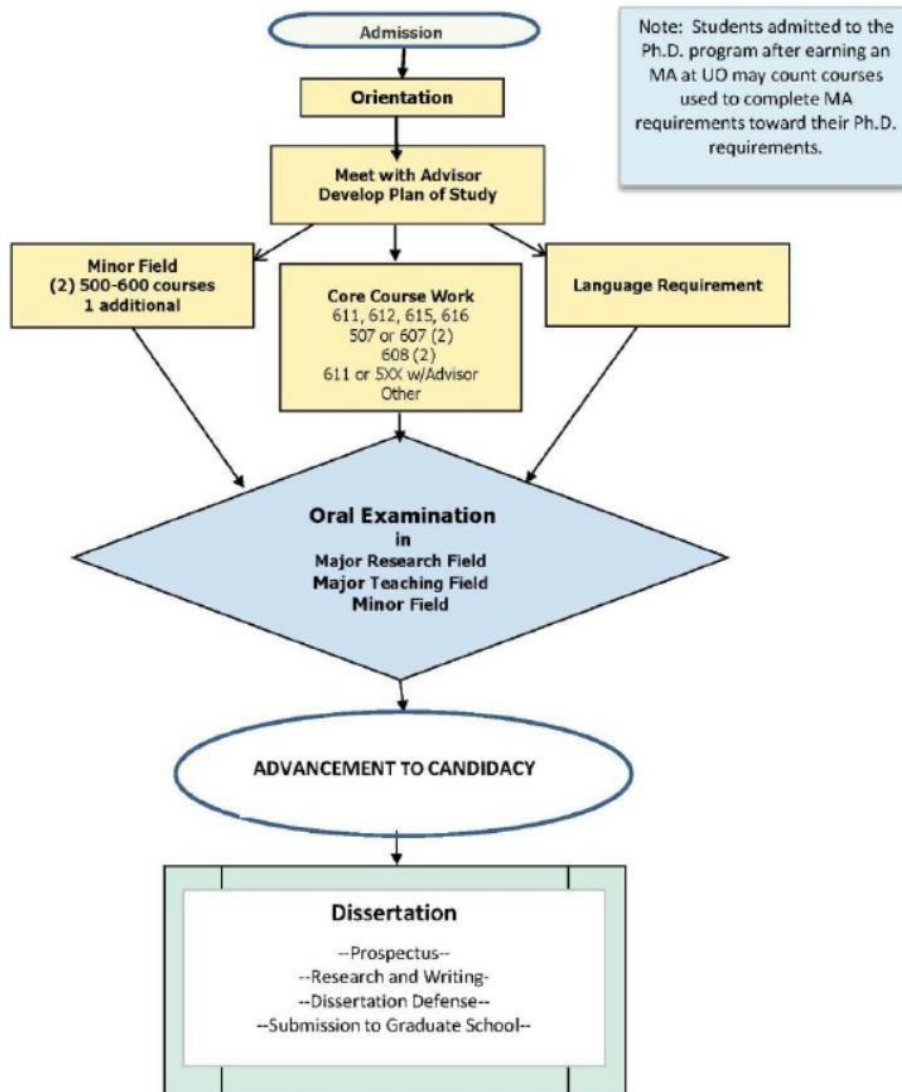 Admission
Note: Students admitted to the
Ph.D. program after earning an
MA at UO may count courses
used to complete MA
requirements toward their Ph.D.
requirements.
Orientation
Meet with Advisor
Develop Plan of Study
Minor Field
(2) 500-600 courses
1 additional
Core Course Work
611, 612, 615, 616
507 or 607 (2)
608 (2)
611 or 5XX w/Advisor
Other
Language Requirement
Oral Examination
in
Major Research Field
Major Teaching Field
Minor Field
ADVANCEMENT TO CANDIDACY
Dissertation
--Prospectus--
--Research and Writing-
--Dissertation Defense--
--Submission to Graduate School--